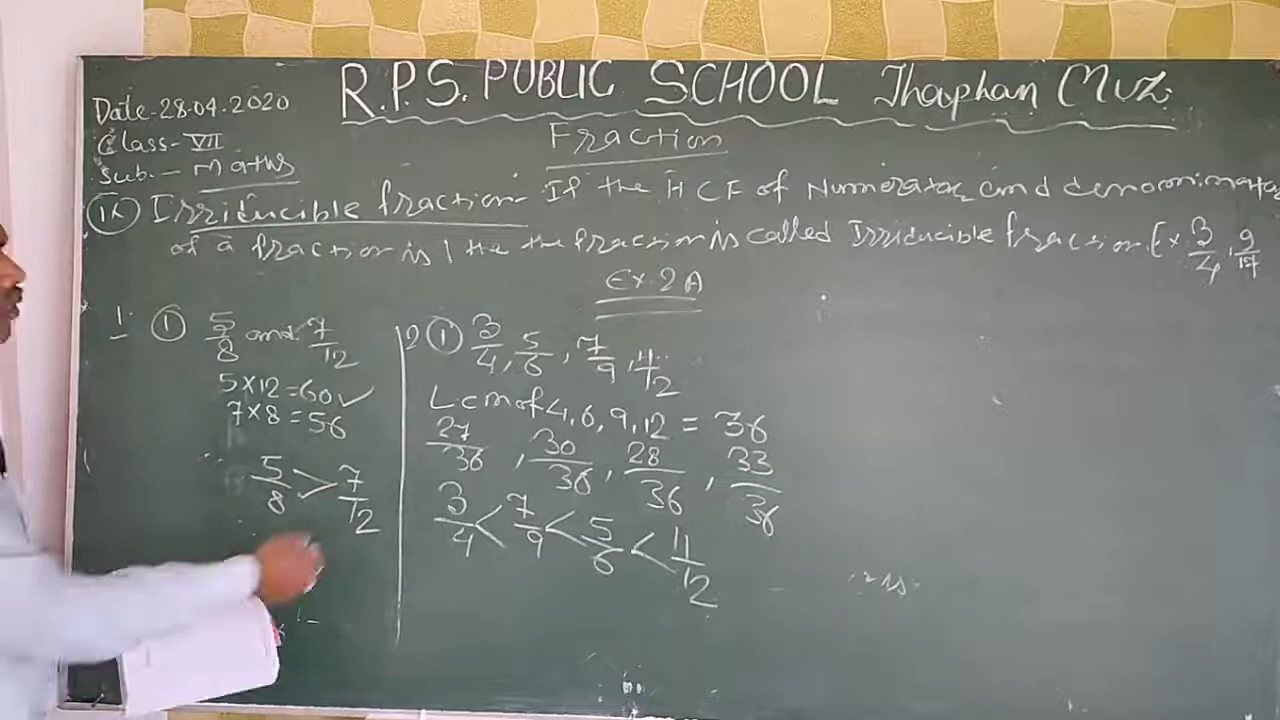 R.P.S. PUBLIC SCHOOL Jhaphan Muz.
Date-28.04.2020
Class-VII
Sub.- Maths
Fraction
Irriducible fraction- If the HCF of Numerator and denominator
of a fraction is 1 the the fraction is called Irriducible fraction Ex 3/4, 9/17
Ex.2A
1. ① 5/8 and 7/12
5×12=60✓
7×8=56
5/8 > 7/12
2 ① 3/4, 5/6, 7/9, 11/12
Lcm of 4, 6, 9, 12 = 36
27/36, 30/36, 28/36, 33/36
3/4 < 7/9 < 5/6 < 11/12